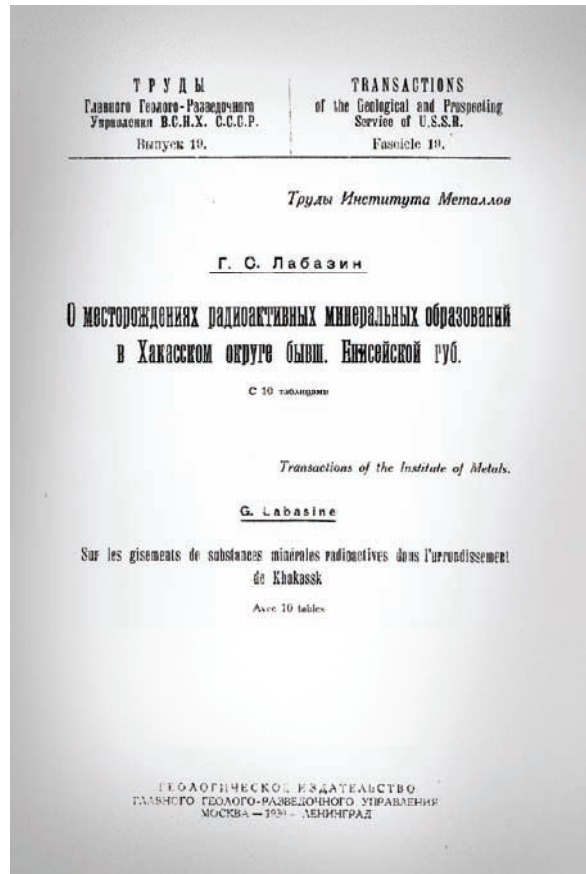 ТРУДЫ
Главного Геолого-Разведочного
Управления В.С.Н.Х. С.С.С.Р.
Выпуск 19.
TRANSACTIONS
of the Geological and Prospecting
Service of U.S.S.R.
Fascicle 19.
Труды Института Металлов
Г. С. Лабазин
О месторождениях радиоактивных минеральных образований
в Хакасском округе бывш. Енисейской губ.
С 10 таблицами
Transactions of the Institute of Metals.
G. Labasine
Sur les gisements de substances minérales radioactives dans l'urrondissement
de Khakassk
Avec 10 tables
ГЕОЛОГИЧЕСКОЕ ИЗДАТЕЛЬСТВО
ГЛАВНОГО ГЕОЛОГО-РАЗВЕДОЧНОГО УПРАВЛЕНИЯ
МОСКВА — 1930 - ЛЕНИНГРАД